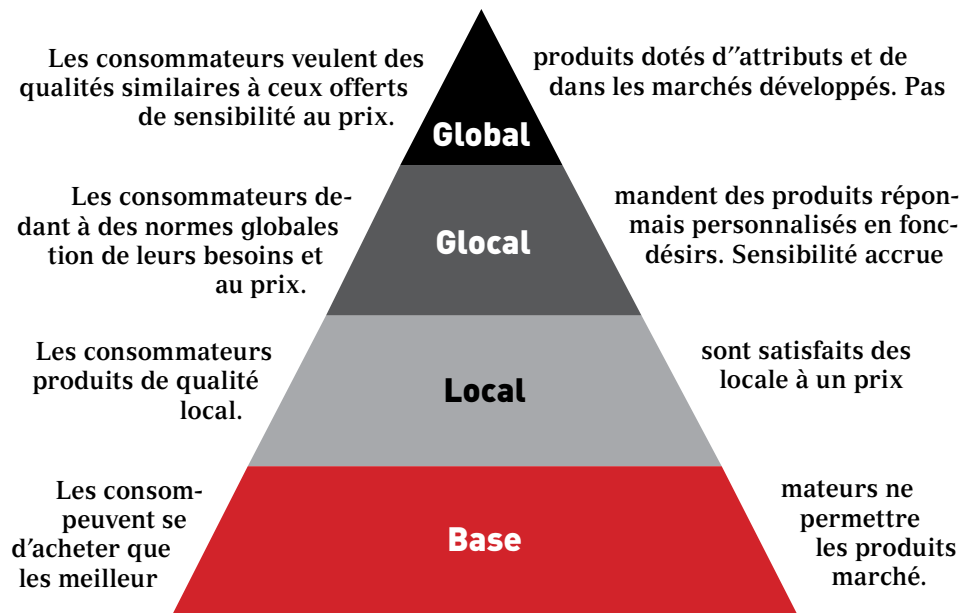 Les consommateurs veulent des produits dotés d''attributs et de
qualités similaires à ceux offerts dans les marchés développés. Pas
de sensibilité au prix.
Global
Les consommateurs de- mandent des produits répon-
dant à des normes globales mais personnalisés en fonc-
tion de leurs besoins et désirs. Sensibilité accrue
au prix.
Glocal
Les consommateurs sont satisfaits des
produits de qualité locale à un prix
local.
Local
Les consom- mateurs ne
peuvent se permettre
d'acheter que les produits
les meilleur marché.
Base